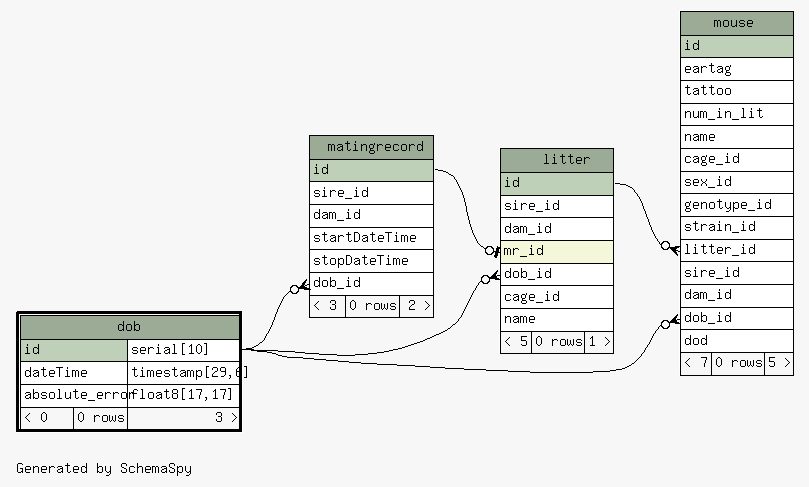 mouse
id
eartag
tattoo
num_in_lit
name
cage_id
sex_id
genotype_id
strain_id
litter_id
sire_id
dam_id
dob_id
dod
< 7 0 rows 5 >
matingrecord
id
sire_id
dam_id
startDateTime
stopDateTime
dob_id
< 3 0 rows 2 >
litter
id
sire_id
dam_id
mr_id
dob_id
cage_id
name
< 5 0 rows 1 >
dob
id serial[10]
dateTime timestamp[29,6]
absolute_error float8[17,17]
< 0 0 rows 3 >
Generated by SchemaSpy